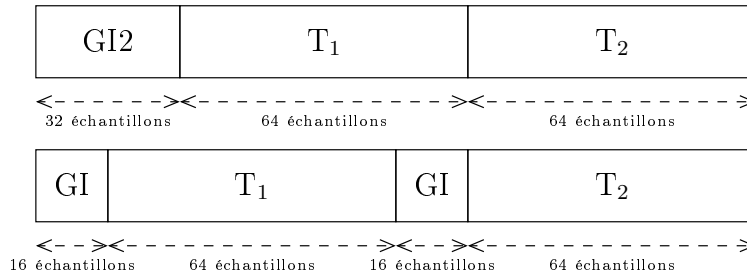 GI2 T₁ T₂
32 échantillons 64 échantillons 64 échantillons
GI T₁ GI T₂
16 échantillons 64 échantillons 16 échantillons 64 échantillons